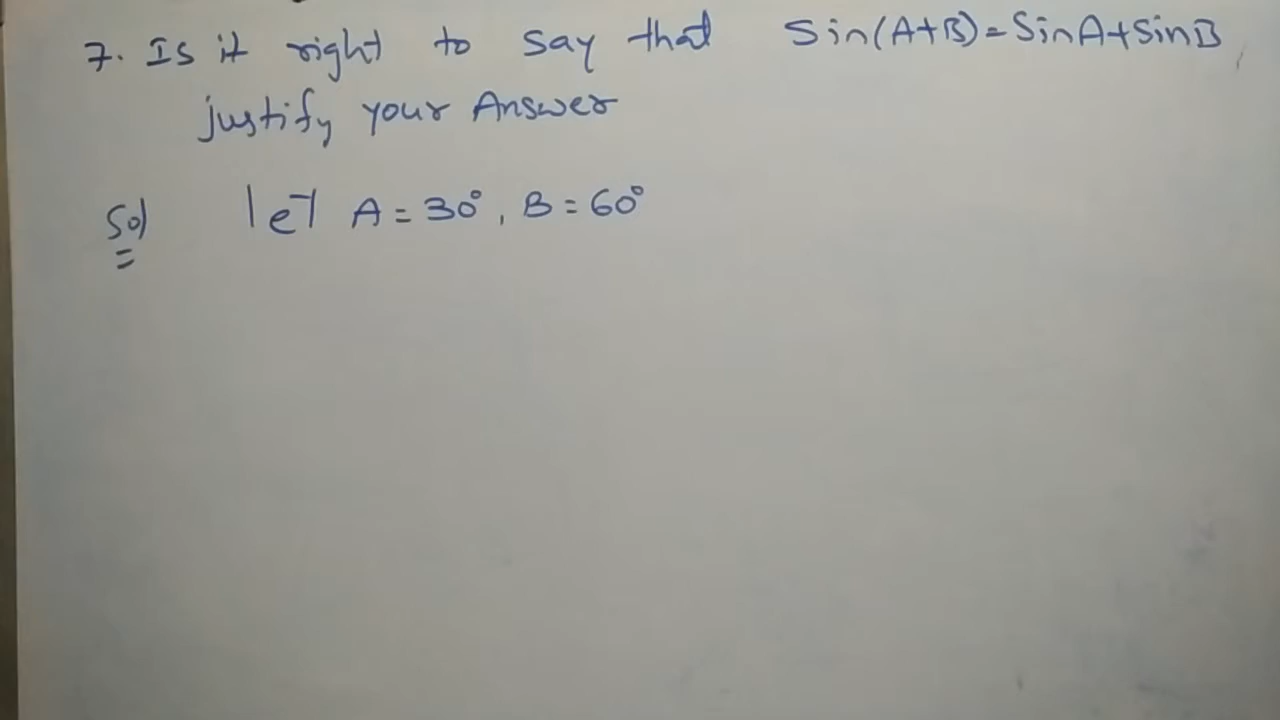 7. Is it right to say that Sin(A+B)=SinA+SinB
justify your Answer
Sol let A = 30°, B = 60°